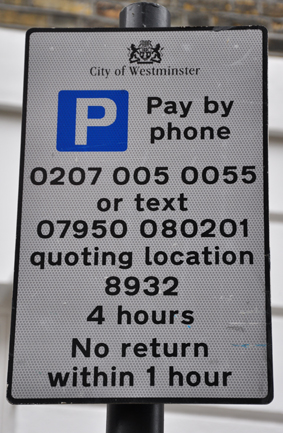 City of Westminster
P Pay by
phone
0207 005 0055
or text
07950 080201
quoting location
8932
4 hours
No return
within 1 hour